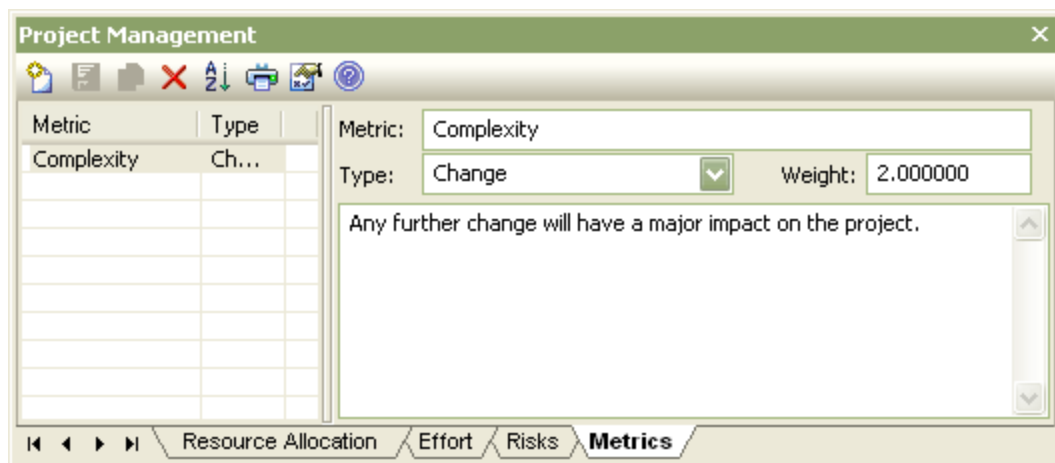 Project Management
Metric Type
Complexity Ch...
Metric: Complexity
Type: Change Weight: 2.000000
Any further change will have a major impact on the project.
Resource Allocation Effort Risks Metrics